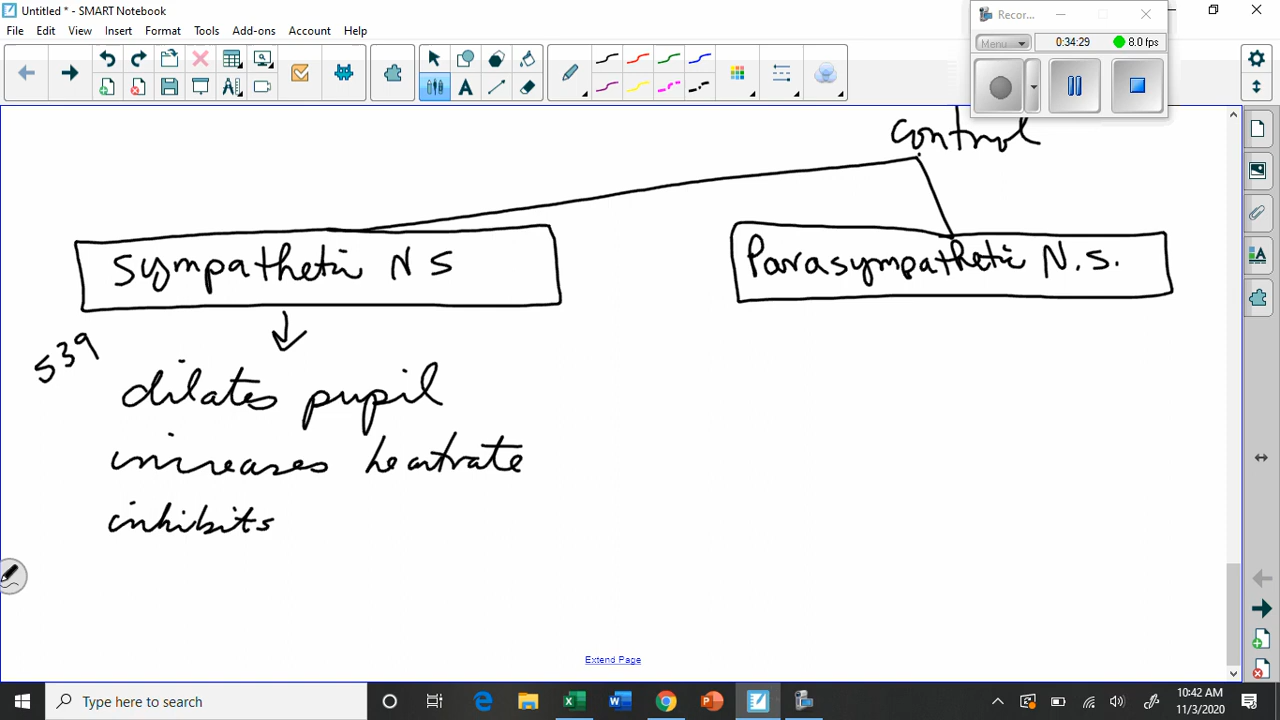 Untitled * - SMART Notebook
Recor...
File Edit View Insert Format Tools Add-ons Account Help
Menu 0:34:29 8.0 fps
Control
Sympathetic N S
Parasympathetic N.S.
539
dilates pupil
increases heartrate
inhibits
Extend Page
Type here to search
10:42 AM
11/3/2020